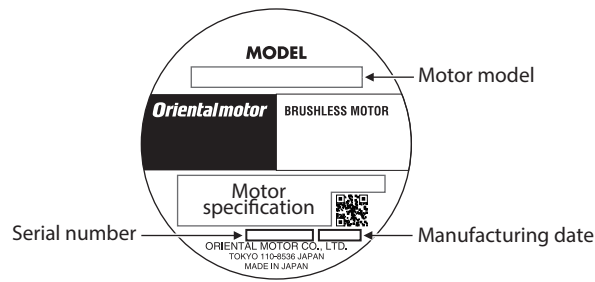 MODEL
Motor model
Orientalmotor
BRUSHLESS MOTOR
Motor
specification
Serial number
Manufacturing date
ORIENTAL MOTOR CO., LTD.
TOKYO 110-8536 JAPAN
MADE IN JAPAN